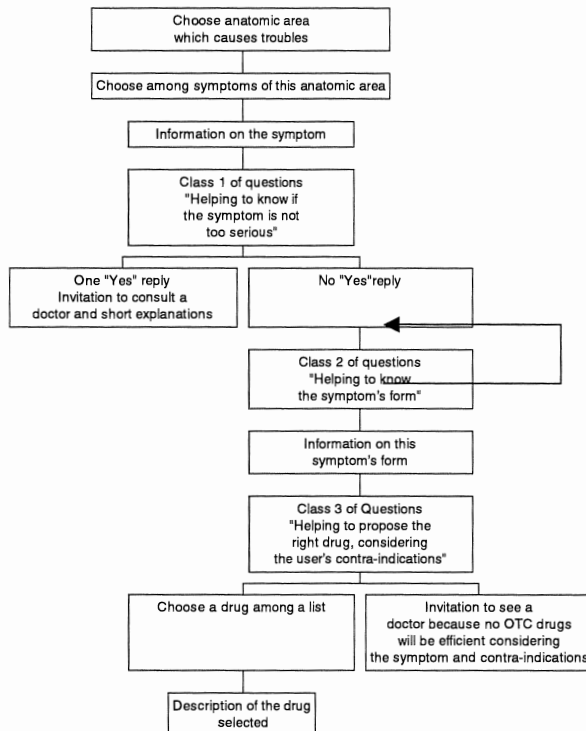 Choose anatomic area
which causes troubles
Choose among symptoms of this anatomic area
Information on the symptom
Class 1 of questions
"Helping to know if
the symptom is not
too serious"
One "Yes" reply
Invitation to consult a
doctor and short explanations
No "Yes"reply
Class 2 of questions
"Helping to know
the symptom's form"
Information on this
symptom's form
Class 3 of Questions
"Helping to propose the
right drug, considering
the user's contra-indications"
Choose a drug among a list
Invitation to see a
doctor because no OTC drugs
will be efficient considering
the symptom and contra-indications
Description of the drug
selected